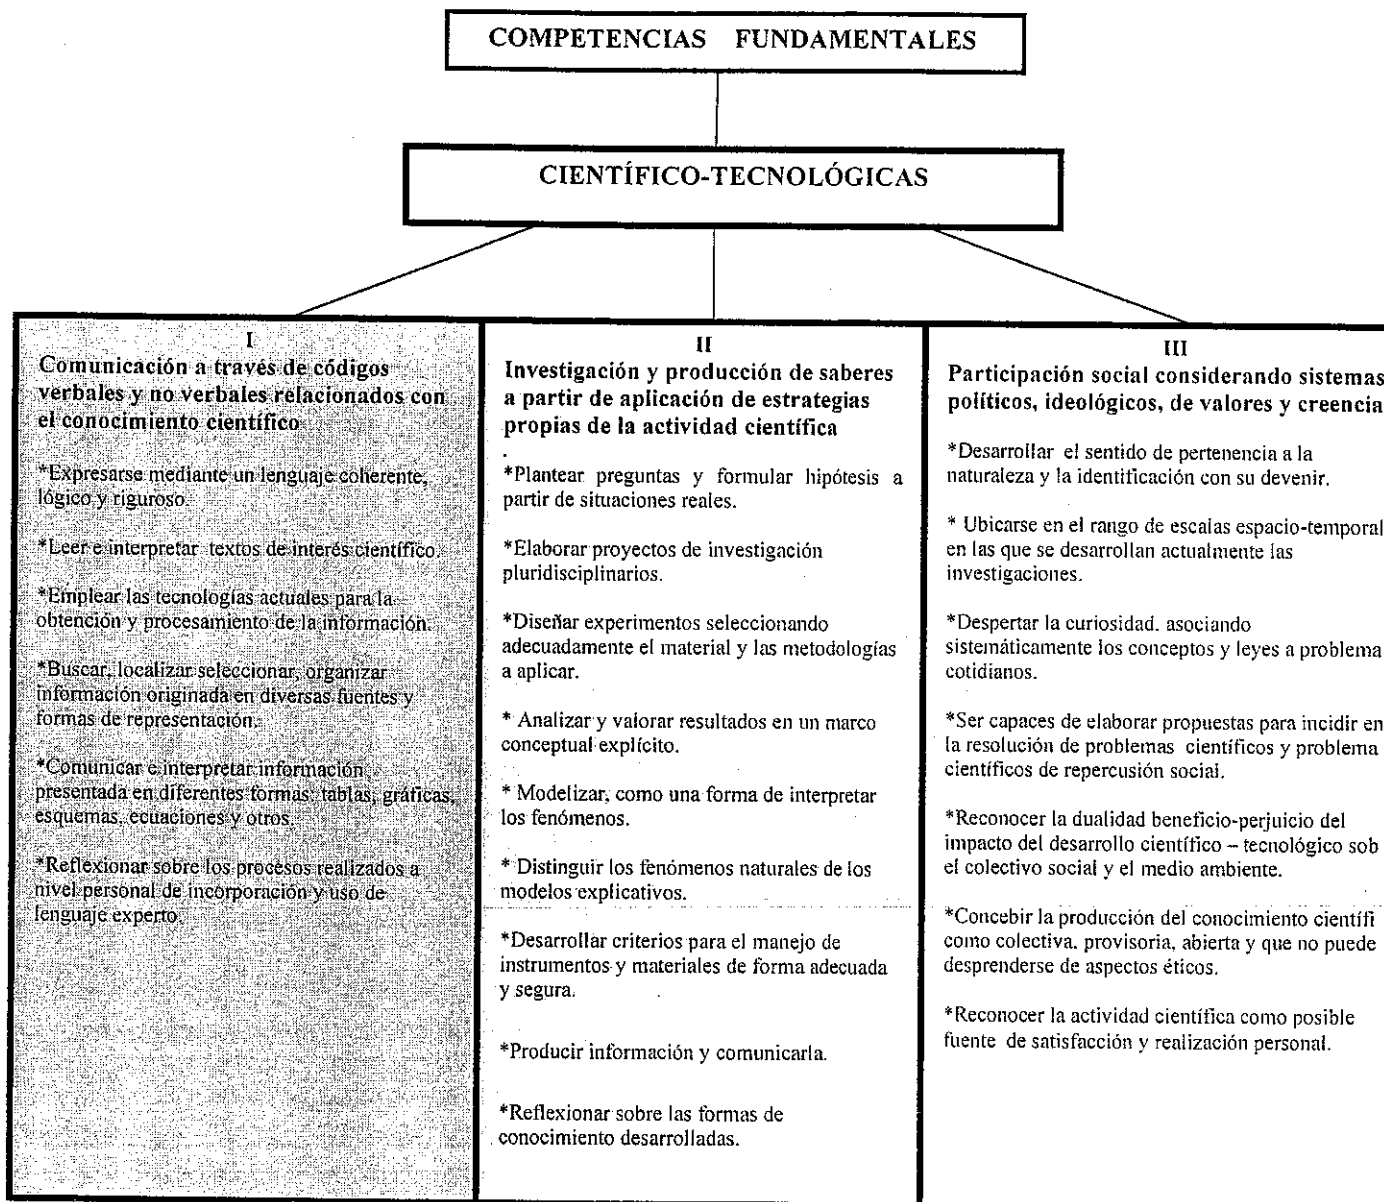 COMPETENCIAS FUNDAMENTALES
CIENTÍFICO-TECNOLÓGICAS
I
Comunicación a través de códigos
verbales y no verbales relacionados con
el conocimiento científico
*Expresarse mediante un lenguaje coherente,
lógico y riguroso.
*Leer e interpretar textos de interés científico.
*Emplear las tecnologías actuales para la
obtención y procesamiento de la información.
*Buscar, localizar seleccionar, organizar
información originada en diversas fuentes y
formas de representación.
*Comunicar e interpretar información
presentada en diferentes formas: tablas, gráficas,
esquemas, ecuaciones y otros.
*Reflexionar sobre los procesos realizados a
nivel personal de incorporación y uso de
lenguaje experto.
II
Investigación y producción de saberes
a partir de aplicación de estrategias
propias de la actividad científica
.
*Plantear preguntas y formular hipótesis a
partir de situaciones reales.
*Elaborar proyectos de investigación
pluridisciplinarios.
*Diseñar experimentos seleccionando
adecuadamente el material y las metodologías
a aplicar.
* Analizar y valorar resultados en un marco
conceptual explícito.
* Modelizar, como una forma de interpretar
los fenómenos.
* Distinguir los fenómenos naturales de los
modelos explicativos.
*Desarrollar criterios para el manejo de
instrumentos y materiales de forma adecuada
y segura.
*Producir información y comunicarla.
*Reflexionar sobre las formas de
conocimiento desarrolladas.
III
Participación social considerando sistemas
políticos, ideológicos, de valores y creencia
*Desarrollar el sentido de pertenencia a la
naturaleza y la identificación con su devenir.
* Ubicarse en el rango de escalas espacio-temporal
en las que se desarrollan actualmente las
investigaciones.
*Despertar la curiosidad. asociando
sistemáticamente los conceptos y leyes a problema
cotidianos.
*Ser capaces de elaborar propuestas para incidir en
la resolución de problemas científicos y problema
científicos de repercusión social.
*Reconocer la dualidad beneficio-perjuicio del
impacto del desarrollo científico – tecnológico sob
el colectivo social y el medio ambiente.
*Concebir la producción del conocimiento científi
como colectiva. provisoria, abierta y que no puede
desprenderse de aspectos éticos.
*Reconocer la actividad científica como posible
fuente de satisfacción y realización personal.